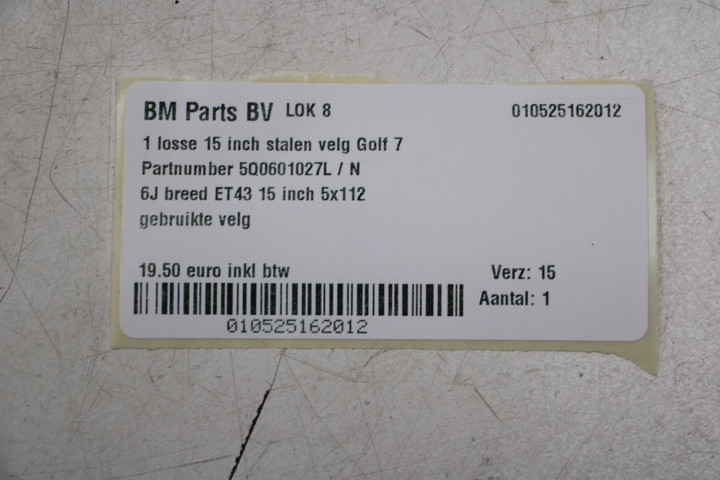 BM Parts BV LOK 8 010525162012
1 losse 15 inch stalen velg Golf 7
Partnumber 5Q0601027L / N
6J breed ET43 15 inch 5x112
gebruikte velg
19.50 euro inkl btw Verz: 15
Aantal: 1
010525162012